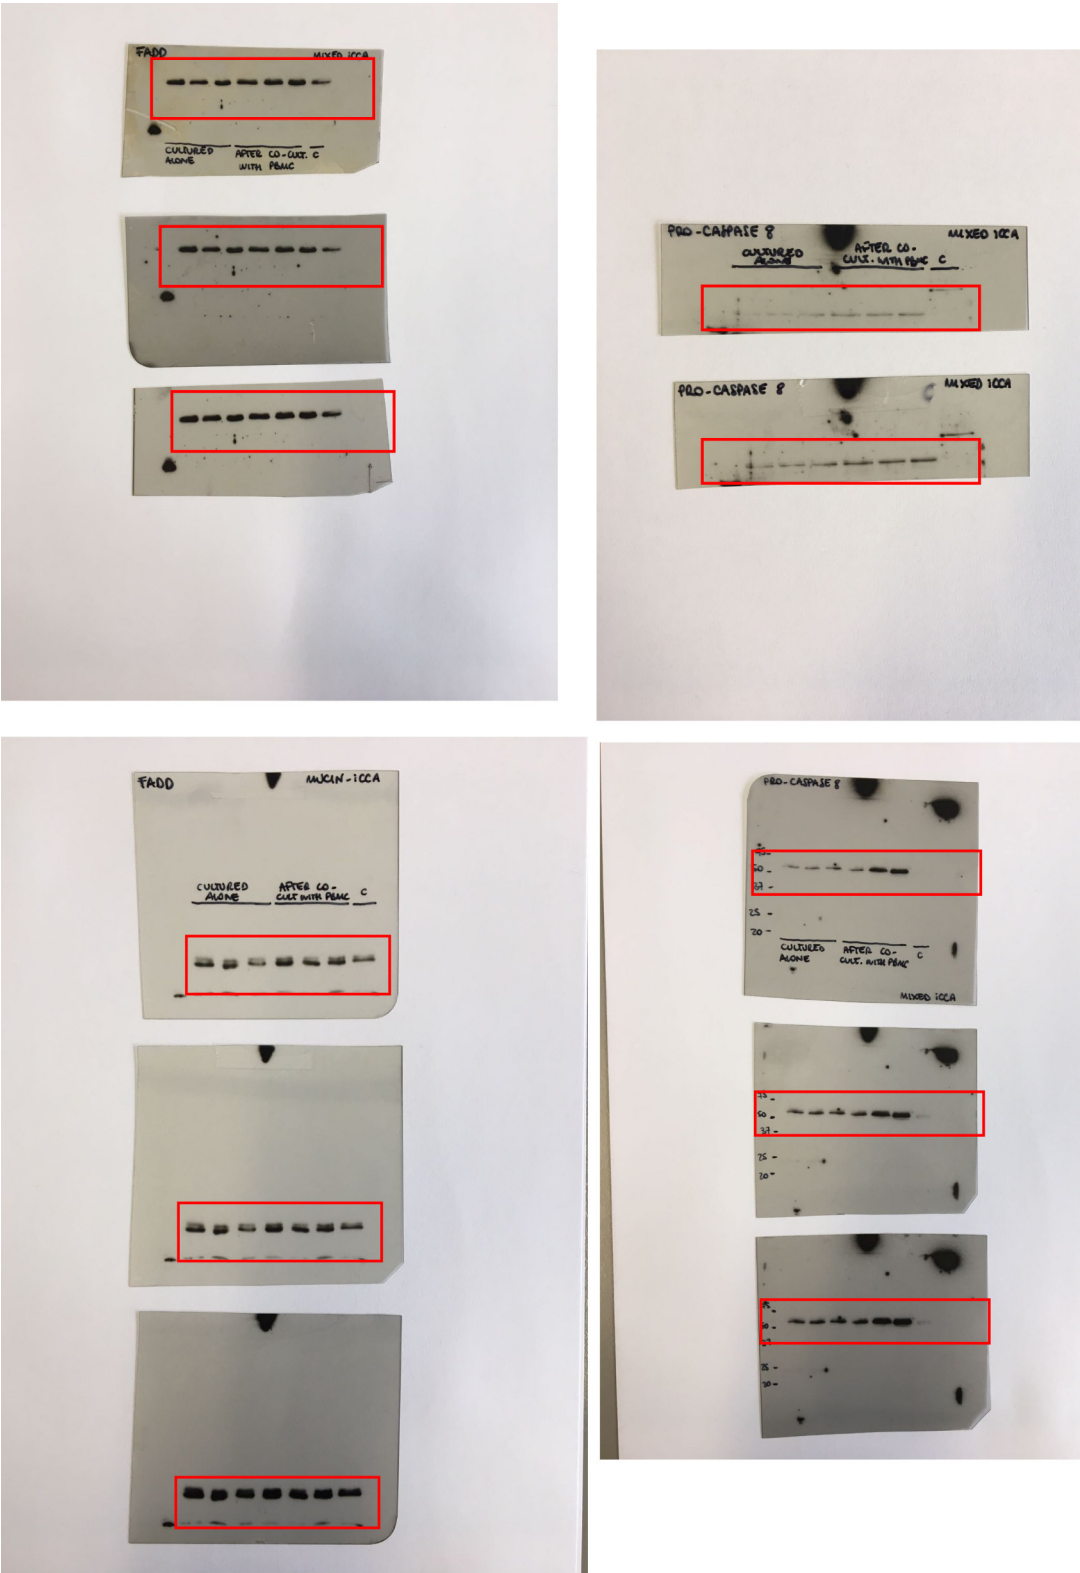 FADD
MIXED iCCA
CULTURED
ALONE
AFTER CO-CULT.
WITH PBMC
C
PRO-CASPASE 8
MIXED iCCA
CULTURED
ALONE
AFTER CO-
CULT. WITH PBMC
C
PRO-CASPASE 8
MIXED iCCA
FADD
MUCIN-iCCA
CULTURED
ALONE
AFTER CO-
CULT WITH PBMC
C
PRO-CASPASE 8
50 -
37 -
25 -
20 -
CULTURED
ALONE
AFTER CO-
CULT. WITH PBMC
C
MIXED iCCA
75 -
50 -
37 -
25 -
20 -
75 -
50 -
25 -
20 -